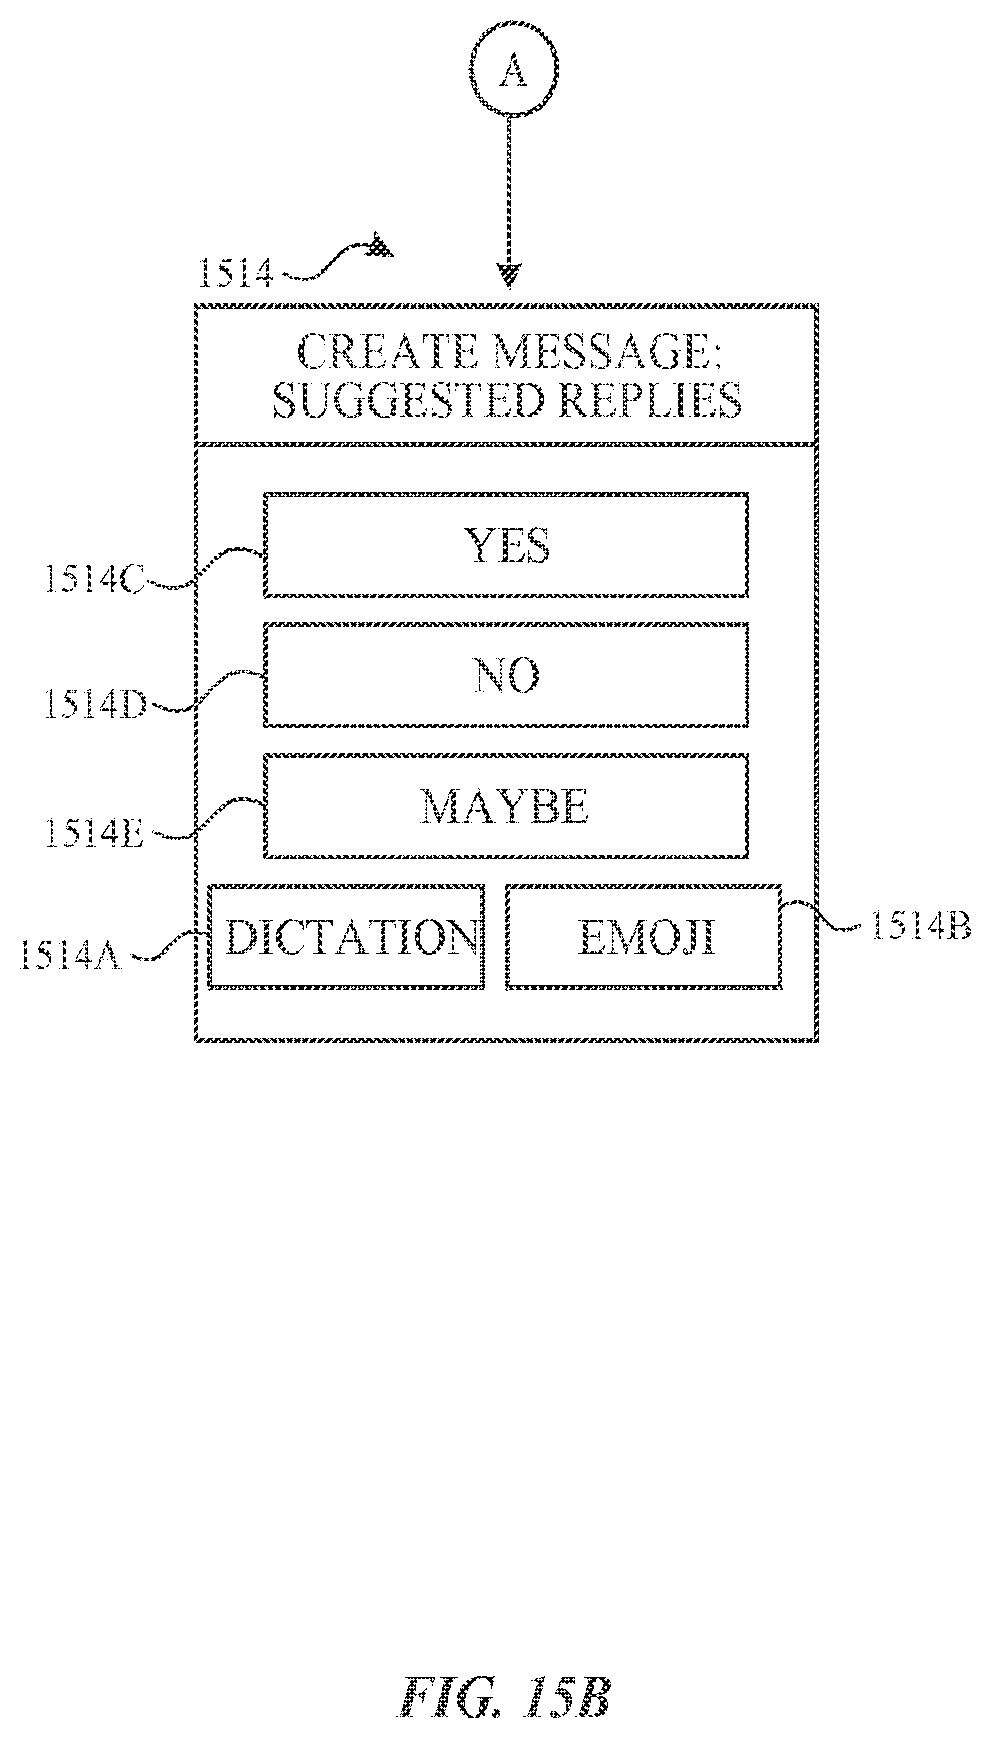 A
1514
CREATE MESSAGE:
SUGGESTED REPLIES
YES
1514C
NO
1514D
MAYBE
1514E
DICTATION
EMOJI
1514B
1514A
FIG. 15B